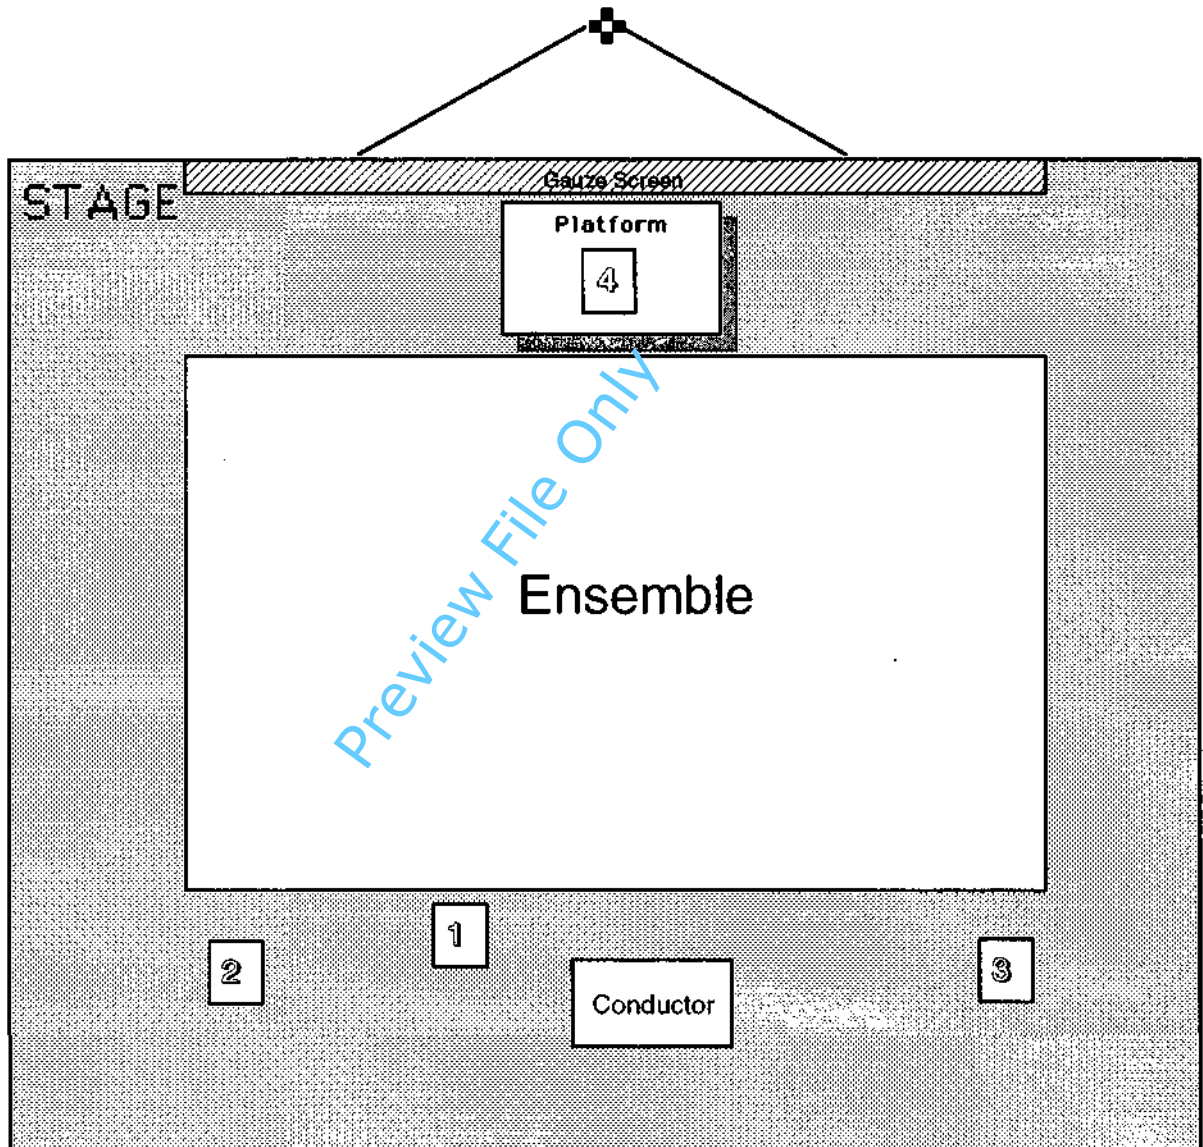 Gauze Screen
STAGE
Platform
4
Ensemble
1
2
3
Conductor
Preview File Only